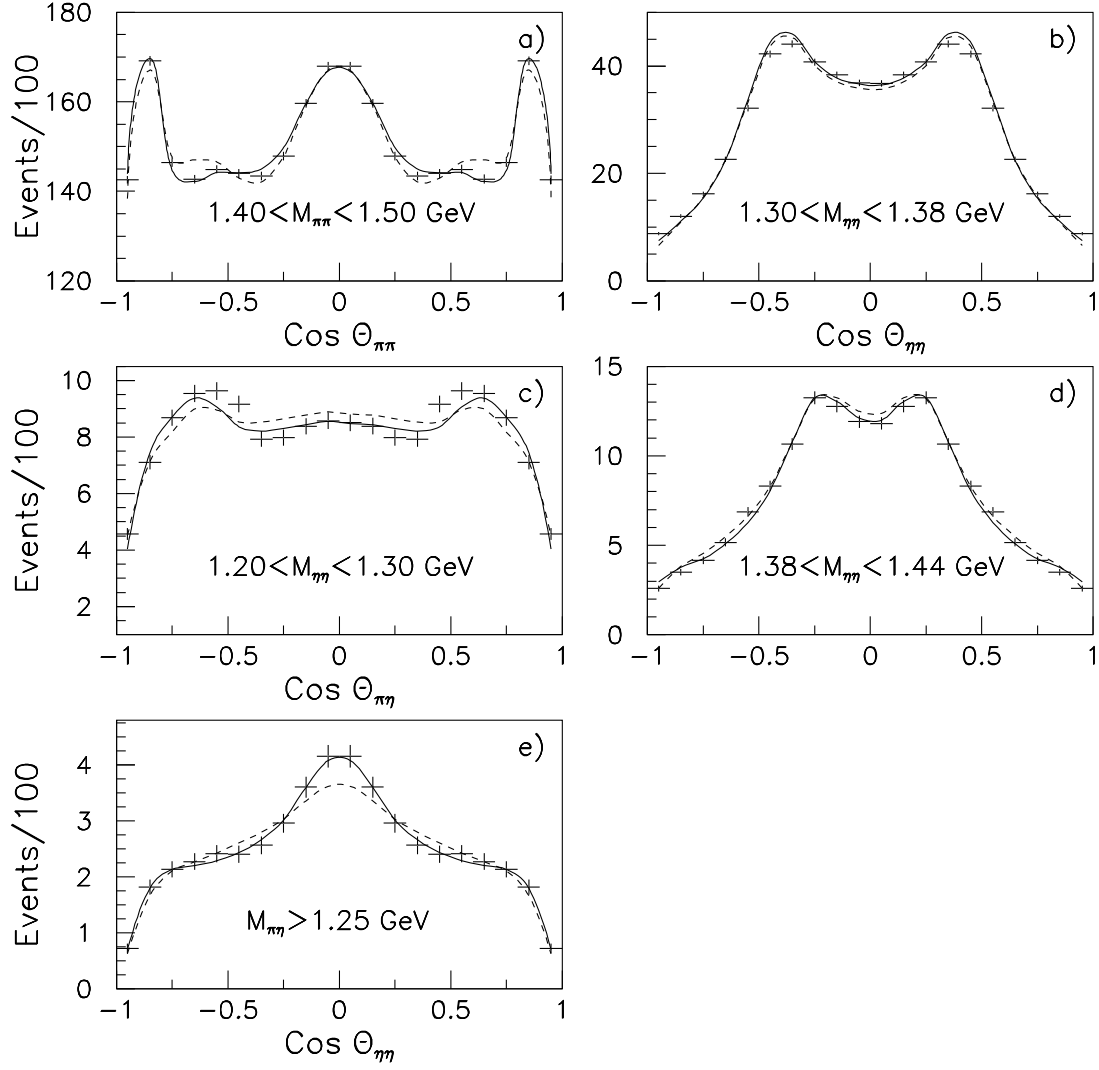 a)
180
160
140
120
Events/100
1.40<Mππ<1.50 GeV
−1 −0.5 0 0.5 1
Cos Θππ
b)
40
20
0
1.30<Mηη<1.38 GeV
−1 −0.5 0 0.5 1
Cos Θηη
c)
10
8
6
4
2
Events/100
1.20<Mηη<1.30 GeV
−1 −0.5 0 0.5 1
Cos Θπη
d)
15
10
5
0
1.38<Mηη<1.44 GeV
−1 −0.5 0 0.5 1
e)
4
3
2
1
0
Events/100
Mπη>1.25 GeV
−1 −0.5 0 0.5 1
Cos Θηη